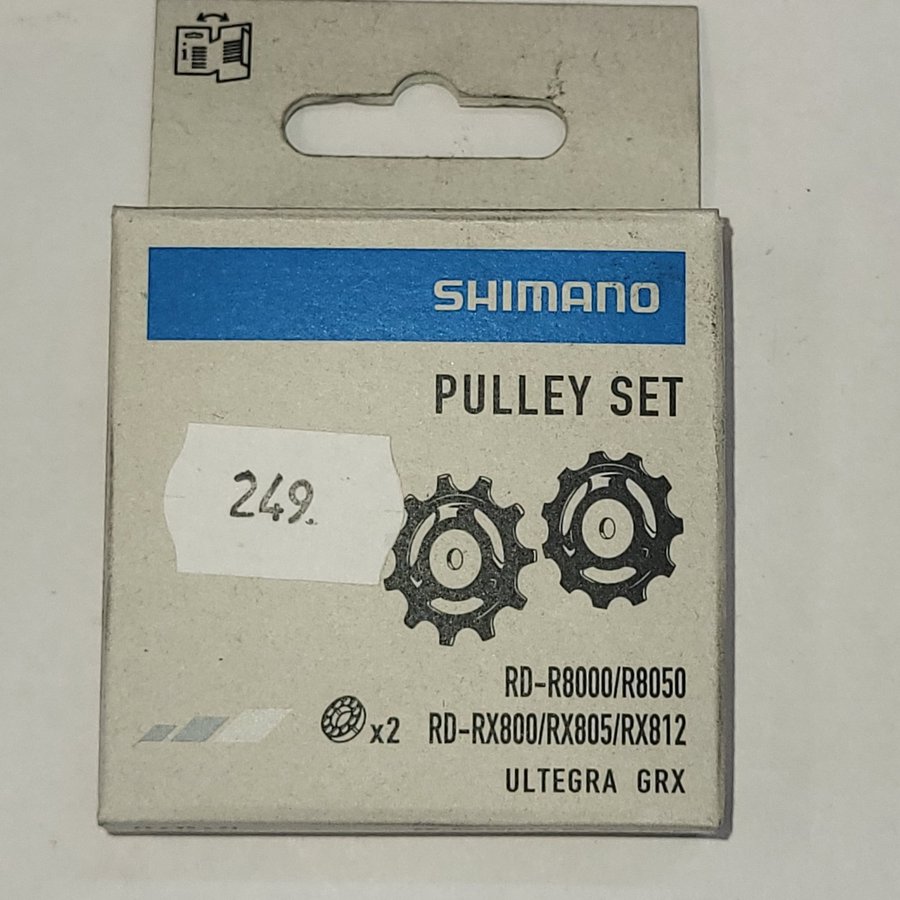 SHIMANO
PULLEY SET
249.
RD-R8000/R8050
x2 RD-RX800/RX805/RX812
ULTEGRA GRX